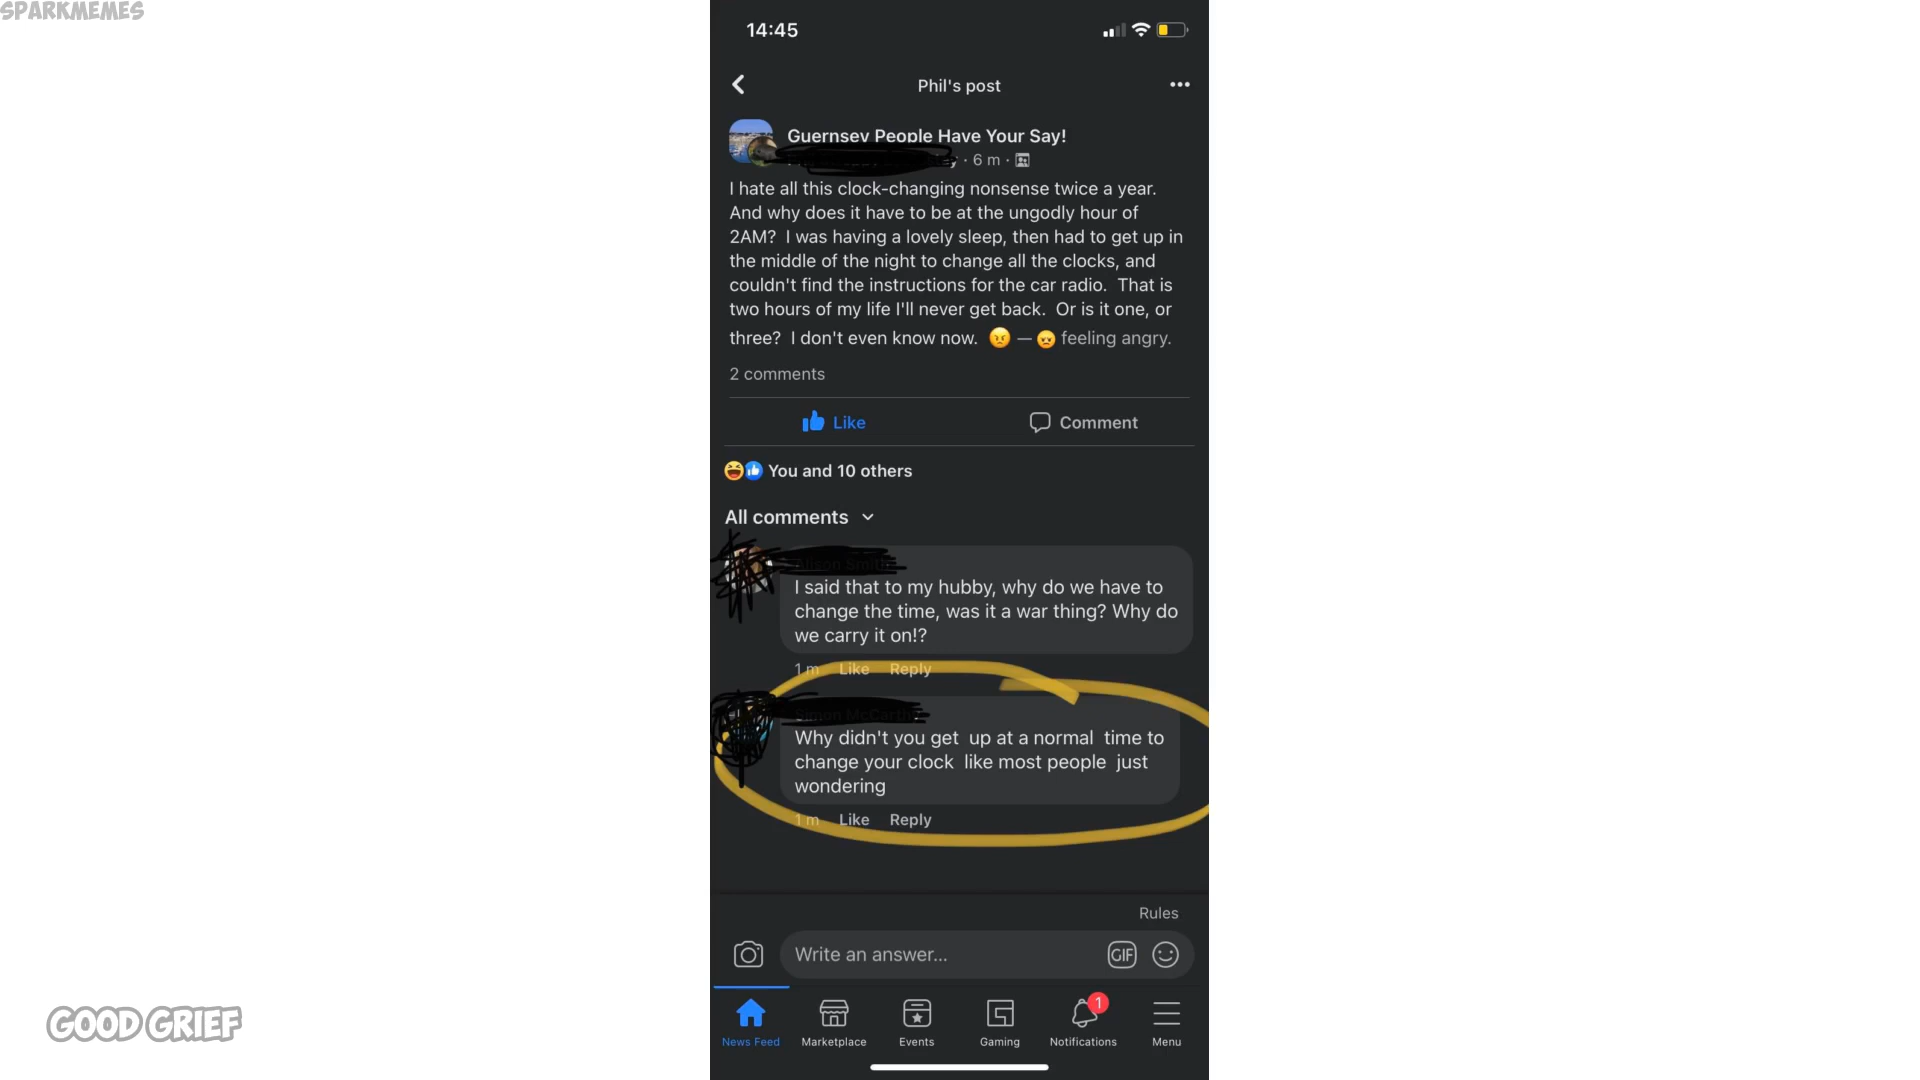 SPARKMEMES
14:45
Phil's post
Guernsey People Have Your Say!
· 6 m ·
I hate all this clock-changing nonsense twice a year.
And why does it have to be at the ungodly hour of
2AM?  I was having a lovely sleep, then had to get up in
the middle of the night to change all the clocks, and
couldn't find the instructions for the car radio.  That is
two hours of my life I'll never get back.  Or is it one, or
three?  I don't even know now. 😠 — 😠 feeling angry.
2 comments
Like
Comment
You and 10 others
All comments
I said that to my hubby, why do we have to
change the time, was it a war thing? Why do
we carry it on!?
1 m Like Reply
Why didn't you get  up at a normal  time to
change your clock  like most people  just
wondering
1 m Like Reply
Rules
Write an answer...
GIF
1
News Feed Marketplace Events Gaming Notifications Menu
GOOD GRIEF